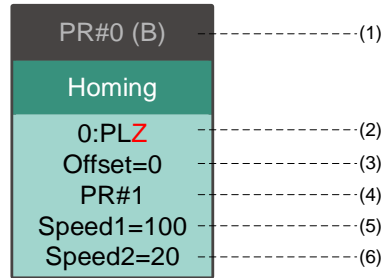 PR#0 (B) (1)
Homing
0:PLZ (2)
Offset=0 (3)
PR#1 (4)
Speed1=100 (5)
Speed2=20 (6)